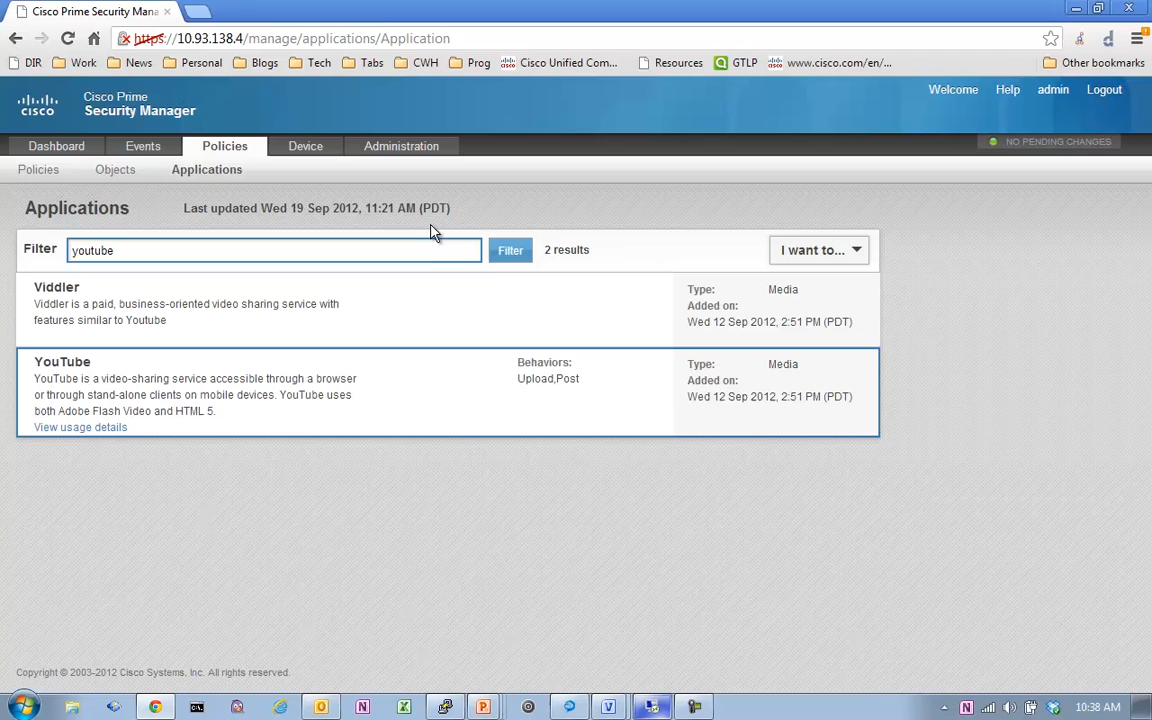 Cisco Prime Security Mana
https://10.93.138.4/manage/applications/Application
DIR Work News Personal Blogs Tech Tabs CWH Prog Cisco Unified Com... Resources GTLP www.cisco.com/en/... Other bookmarks
CISCO
Cisco Prime
Security Manager
Welcome Help admin Logout
Dashboard Events Policies Device Administration
NO PENDING CHANGES
Policies Objects Applications
Applications Last updated Wed 19 Sep 2012, 11:21 AM (PDT)
Filter youtube Filter 2 results I want to...
Viddler
Viddler is a paid, business-oriented video sharing service with
features similar to Youtube
Type: Media
Added on:
Wed 12 Sep 2012, 2:51 PM (PDT)
YouTube
YouTube is a video-sharing service accessible through a browser
or through stand-alone clients on mobile devices. YouTube uses
both Adobe Flash Video and HTML 5.
View usage details
Behaviors:
Upload,Post
Type: Media
Added on:
Wed 12 Sep 2012, 2:51 PM (PDT)
Copyright © 2003-2012 Cisco Systems, Inc. All rights reserved.
10:38 AM